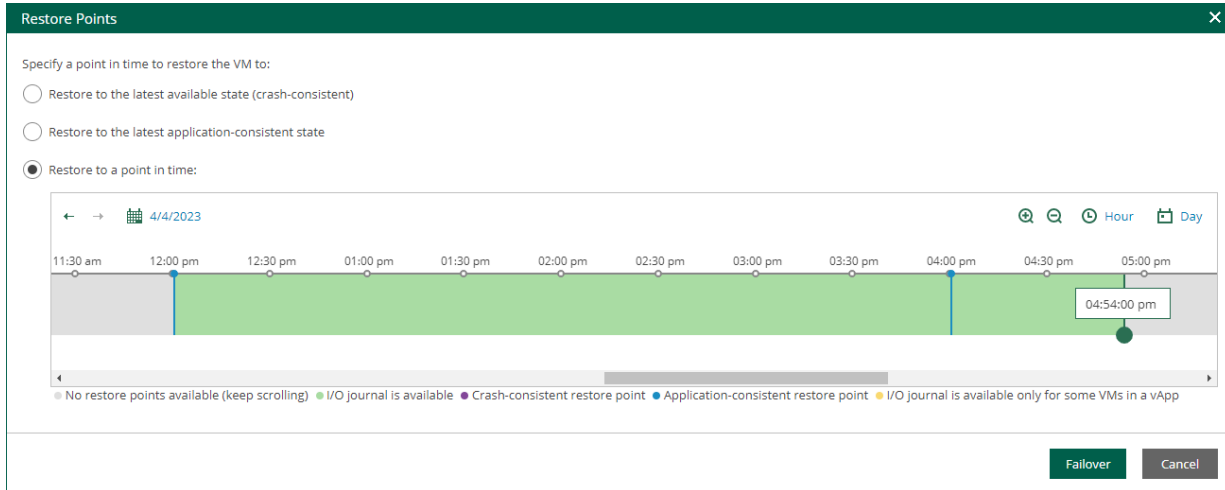 Restore Points
Specify a point in time to restore the VM to:
Restore to the latest available state (crash-consistent)
Restore to the latest application-consistent state
Restore to a point in time:
4/4/2023 Hour Day
11:30 am 12:00 pm 12:30 pm 01:00 pm 01:30 pm 02:00 pm 02:30 pm 03:00 pm 03:30 pm 04:00 pm 04:30 pm 05:00 pm
04:54:00 pm
No restore points available (keep scrolling) I/O journal is available Crash-consistent restore point Application-consistent restore point I/O journal is available only for some VMs in a vApp
Failover Cancel